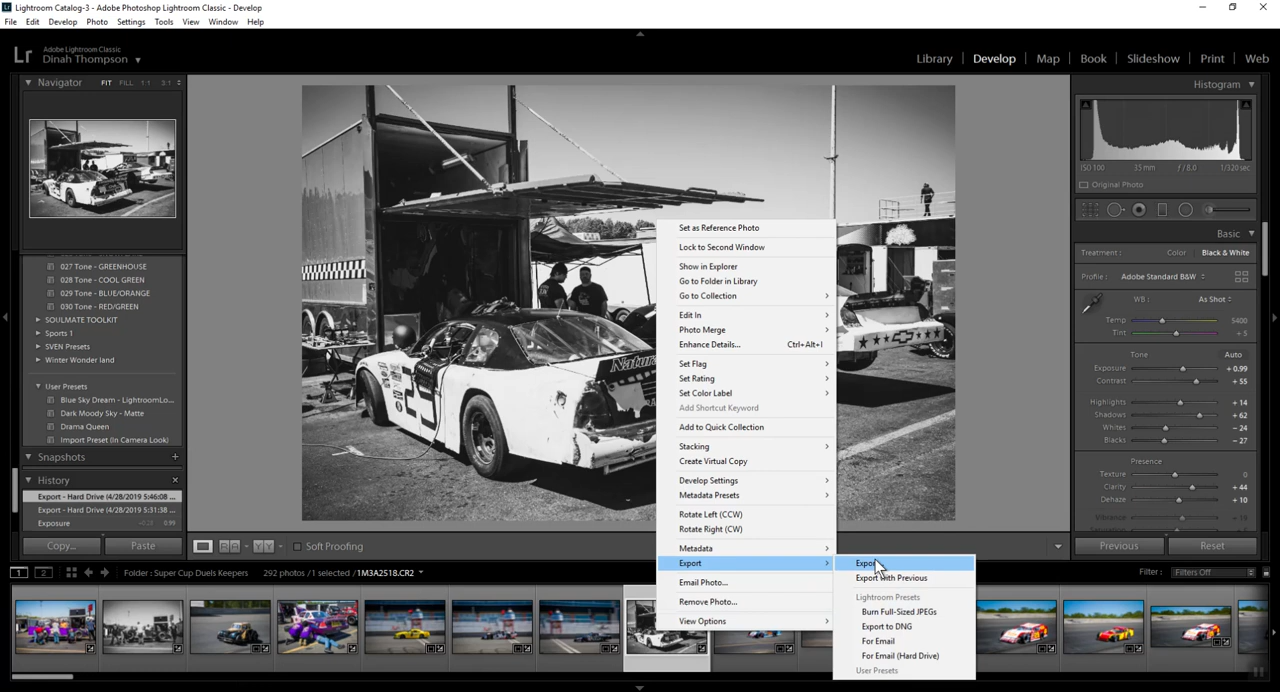 Lightroom Catalog-3 - Adobe Photoshop Lightroom Classic - Develop
File Edit Develop Photo Settings Tools View Window Help
Lr
Adobe Lightroom Classic
Dinah Thompson
Library | Develop | Map | Book | Slideshow | Print | Web
Navigator FIT FILL 1:1 3:1
027 Tone - GREENHOUSE
028 Tone - COOL GREEN
029 Tone - BLUE/ORANGE
030 Tone - RED/GREEN
SOULMATE TOOLKIT
Sports 1
SVEN Presets
Winter Wonder land
User Presets
Blue Sky Dream - LightroomLo...
Dark Moody Sky - Matte
Drama Queen
Import Preset (In Camera Look)
Snapshots +
History
Export - Hard Drive (4/28/2019 5:46:08 ...
Export - Hard Drive (4/28/2019 5:31:38 ...
Exposure 0.99
Copy... Paste
25
Set as Reference Photo
Lock to Second Window
Show in Explorer
Go to Folder in Library
Go to Collection
Edit In
Photo Merge
Enhance Details... Ctrl+Alt+I
Set Flag
Set Rating
Set Color Label
Add Shortcut Keyword
Add to Quick Collection
Stacking
Create Virtual Copy
Develop Settings
Metadata Presets
Rotate Left (CCW)
Rotate Right (CW)
Metadata
Export
Email Photo...
Remove Photo...
View Options
Export with Previous
Lightroom Presets
Burn Full-Sized JPEGs
Export to DNG
For Email
For Email (Hard Drive)
User Presets
Histogram
ISO 100 35 mm f / 8.0 1/320 sec
Original Photo
Basic
Treatment : Color Black & White
Profile : Adobe Standard B&W
WB : As Shot
Temp 5400
Tint + 5
Tone Auto
Exposure + 0.99
Contrast + 55
Highlights + 14
Shadows + 62
Whites - 24
Blacks - 27
Presence
Texture 0
Clarity + 44
Dehaze + 10
Vibrance
Previous Reset
Soft Proofing
1 2 Folder : Super Cup Duels Keepers 292 photos /1 selected /1M3A2518.CR2
Filter : Filters Off